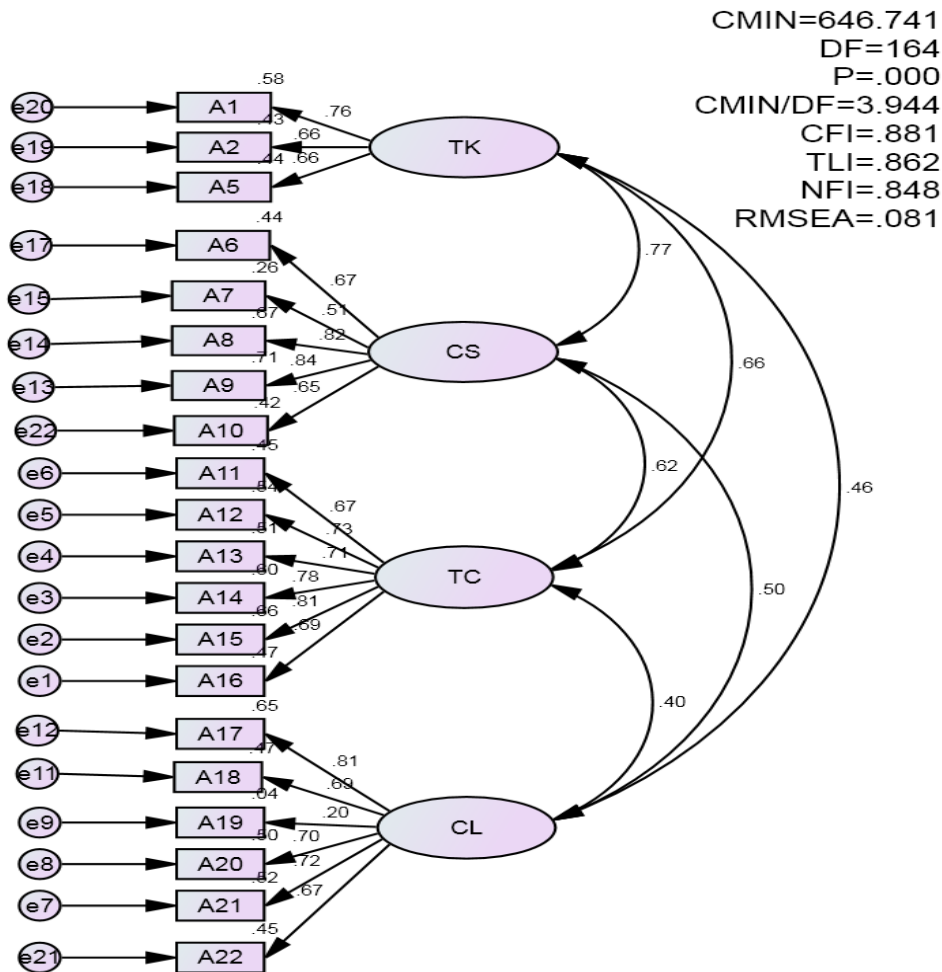 CMIN=646.741
DF=164
P=.000
CMIN/DF=3.944
CFI=.881
TLI=.862
NFI=.848
RMSEA=.081
.58
e20 A1 .76
.43
e19 A2 .66 TK
.44 .66
e18 A5
.44
e17 A6 .77
.26 .67
e15 A7 .51
.67
e14 A8 .82 CS
.71 .84 .66
e13 A9 .65
.42
e22 A10
.45
e6 A11 .62
.54 .67 .46
e5 A12 .73
.51
e4 A13 .71
.60 .78 TC
e3 A14 .81 .50
.66 .69
e2 A15
.47
e1 A16
.65 .40
e12 A17
.47 .81
e11 A18 .69
.04 .20
e9 A19 CL
.50 .70
e8 A20 .72
.52 .67
e7 A21
.45
e21 A22